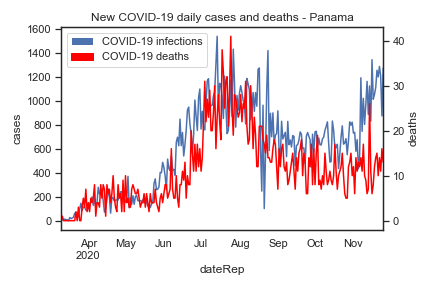 New COVID-19 daily cases and deaths - Panama
COVID-19 infections
COVID-19 deaths
1600
1400
1200
1000
800
600
400
200
0
cases
40
30
20
10
0
deaths
Apr May Jun Jul Aug Sep Oct Nov
2020
dateRep